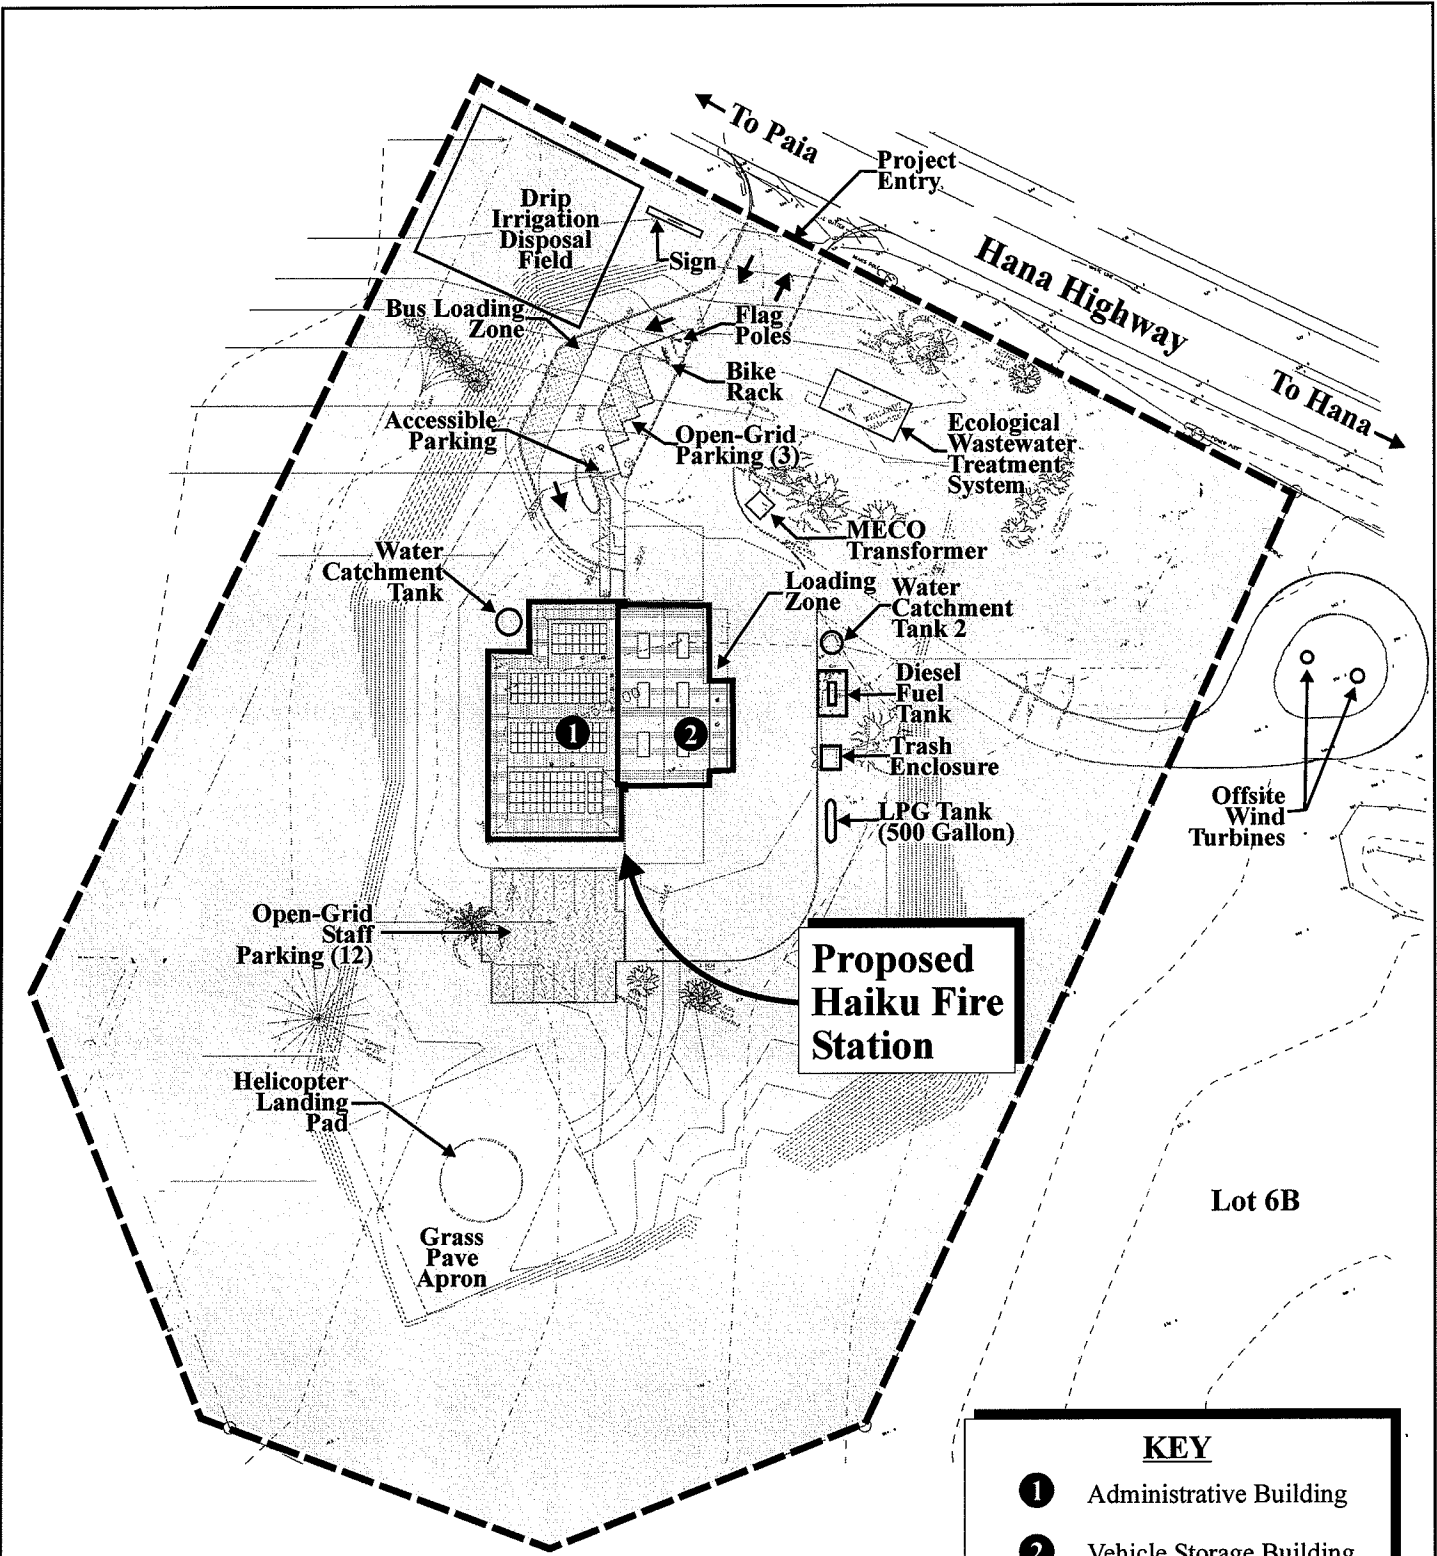 To Paia
Project
Entry
Hana Highway
To Hana
Drip
Irrigation
Disposal
Field
Sign
Bus Loading
Zone
Flag
Poles
Bike
Rack
Accessible
Parking
Open-Grid
Parking (3)
Ecological
Wastewater
Treatment
System
MECO
Transformer
Water
Catchment
Tank
Loading
Zone
Water
Catchment
Tank 2
Diesel
Fuel
Tank
1
2
Trash
Enclosure
LPG Tank
(500 Gallon)
Offsite
Wind
Turbines
Open-Grid
Staff
Parking (12)
Proposed
Haiku Fire
Station
Helicopter
Landing
Pad
Grass
Pave
Apron
Lot 6B
KEY
1 Administrative Building
2 Vehicle Storage Building